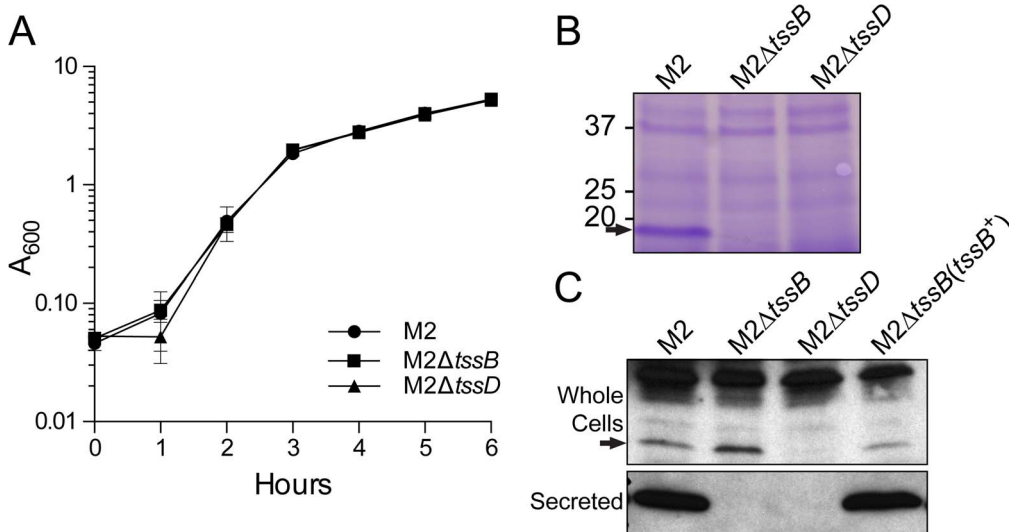 A
10
1
0.10
0.01
A600
0 1 2 3 4 5 6
Hours
M2
M2ΔtssB
M2ΔtssD
B
M2 M2ΔtssB M2ΔtssD
37
25
20
C
M2 M2ΔtssB M2ΔtssD M2ΔtssB(tssB+)
Whole
Cells
Secreted